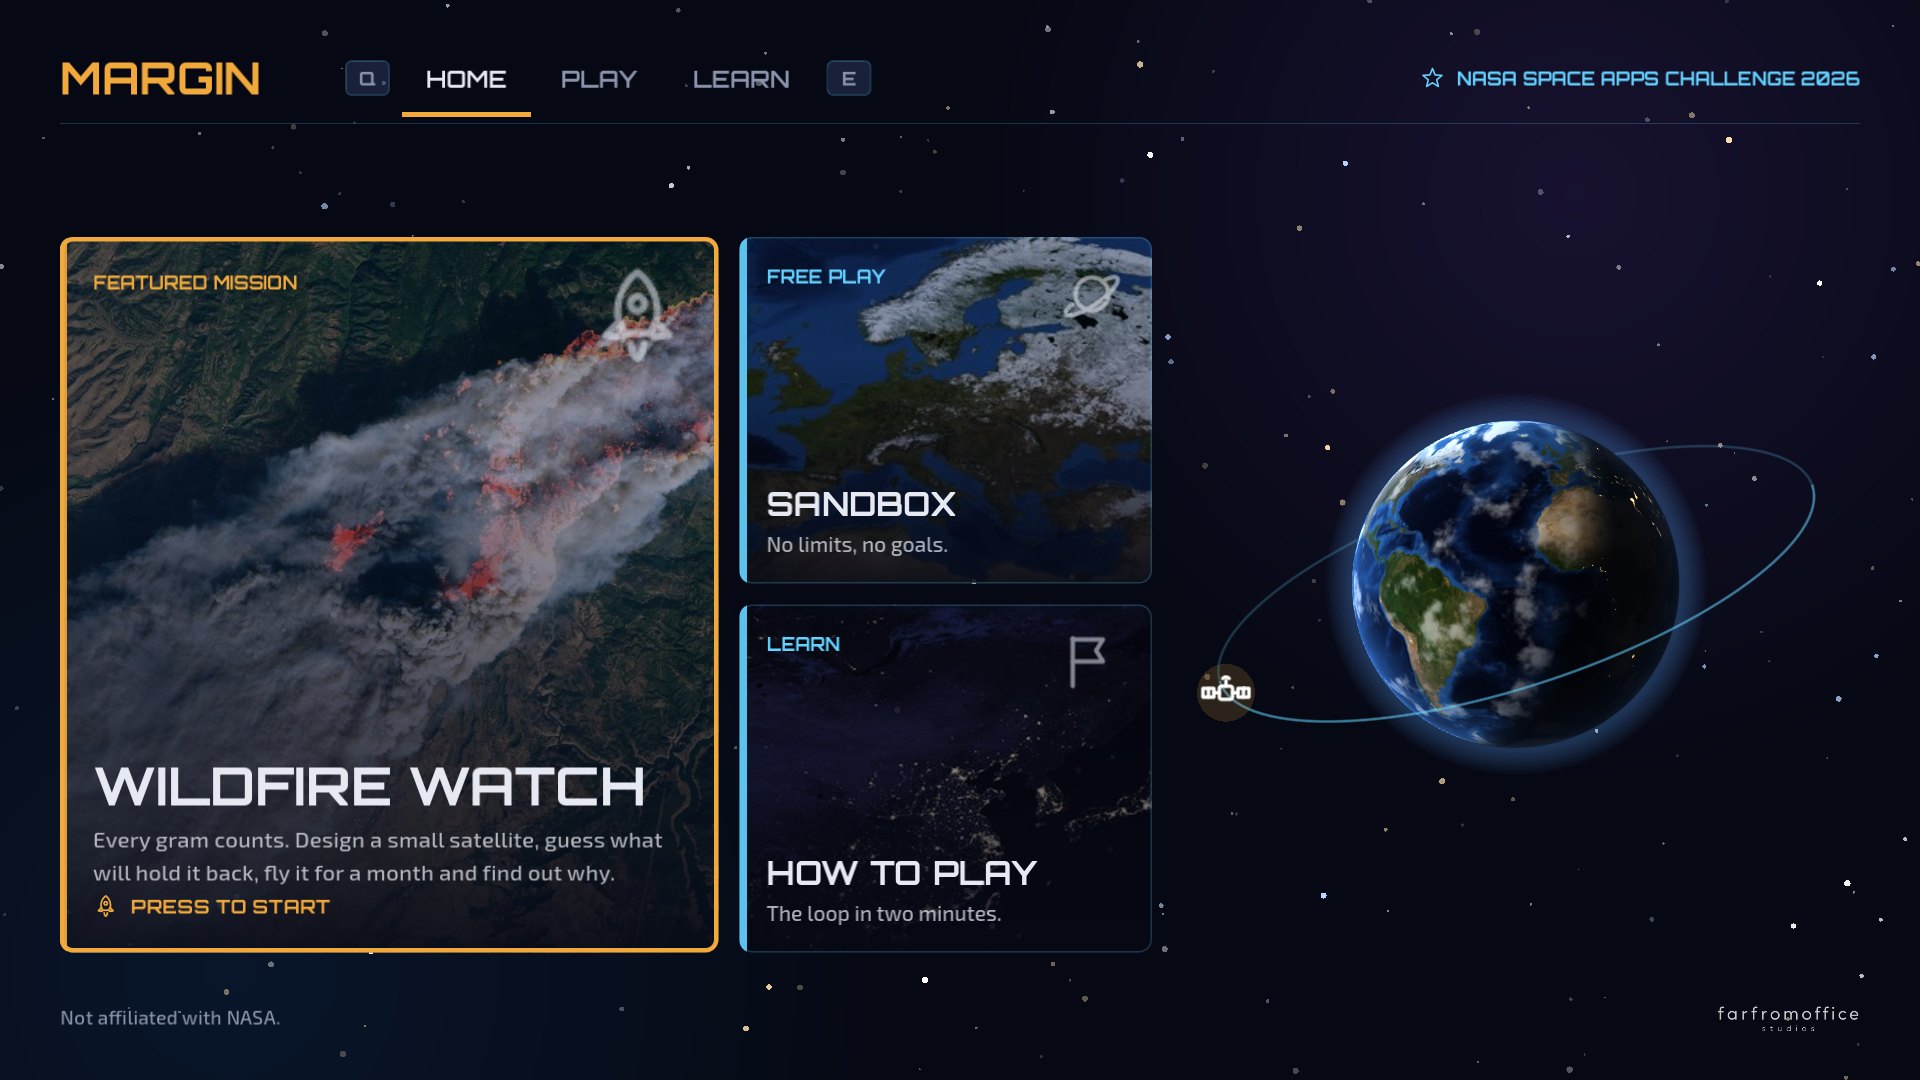 MARGIN
Q
HOME
PLAY
LEARN
E
NASA SPACE APPS CHALLENGE 2026
FEATURED MISSION
WILDFIRE WATCH
Every gram counts. Design a small satellite, guess what
will hold it back, fly it for a month and find out why.
PRESS TO START
FREE PLAY
SANDBOX
No limits, no goals.
LEARN
HOW TO PLAY
The loop in two minutes.
Not affiliated with NASA.
farfromoffice
studios